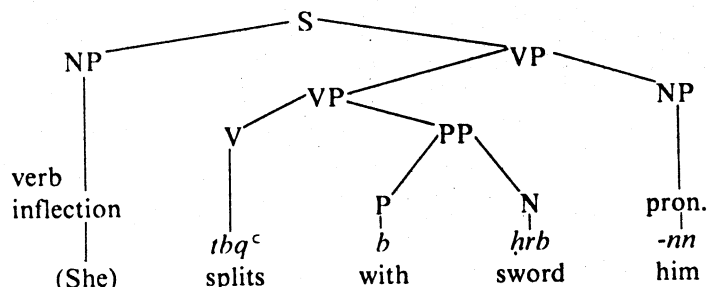 S
NP VP
VP NP
V PP
verb
inflection P N pron.
tbqᶜ b ḥrb -nn
(She) splits with sword him